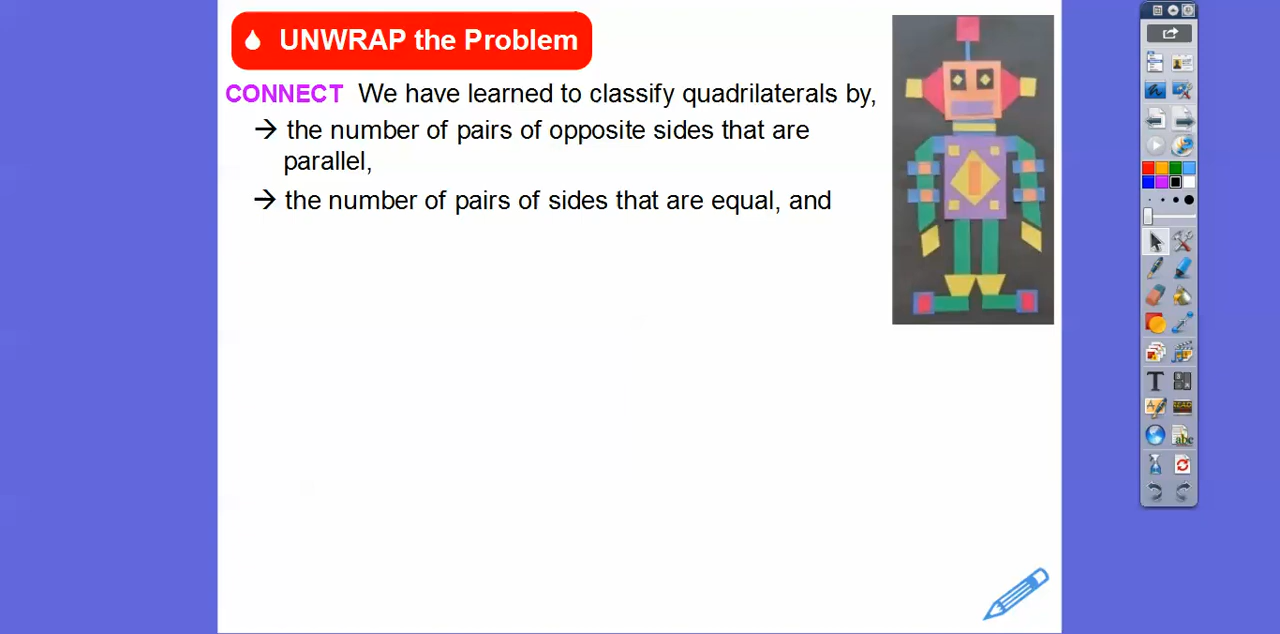 UNWRAP the Problem
CONNECT We have learned to classify quadrilaterals by,
→ the number of pairs of opposite sides that are
parallel,
→ the number of pairs of sides that are equal, and